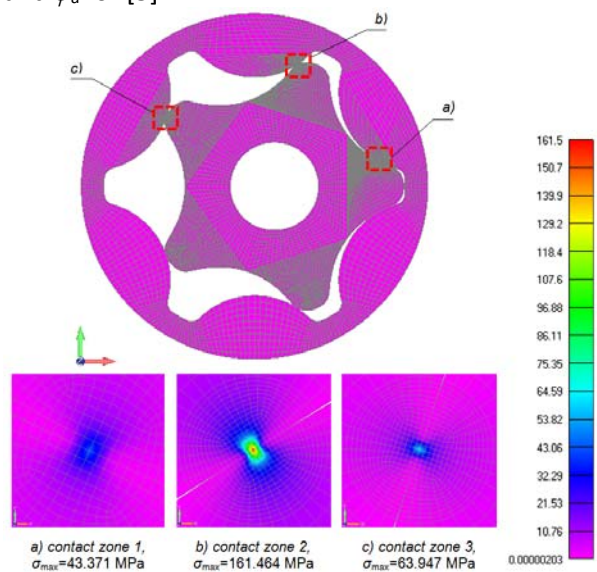 b)
c)
a)
161.5
150.7
139.9
129.2
118.4
107.6
96.88
86.11
75.35
64.59
53.82
43.06
32.29
21.53
10.76
0.00000203
a) contact zone 1,
σmax=43.371 MPa
b) contact zone 2,
σmax=161.464 MPa
c) contact zone 3,
σmax=63.947 MPa